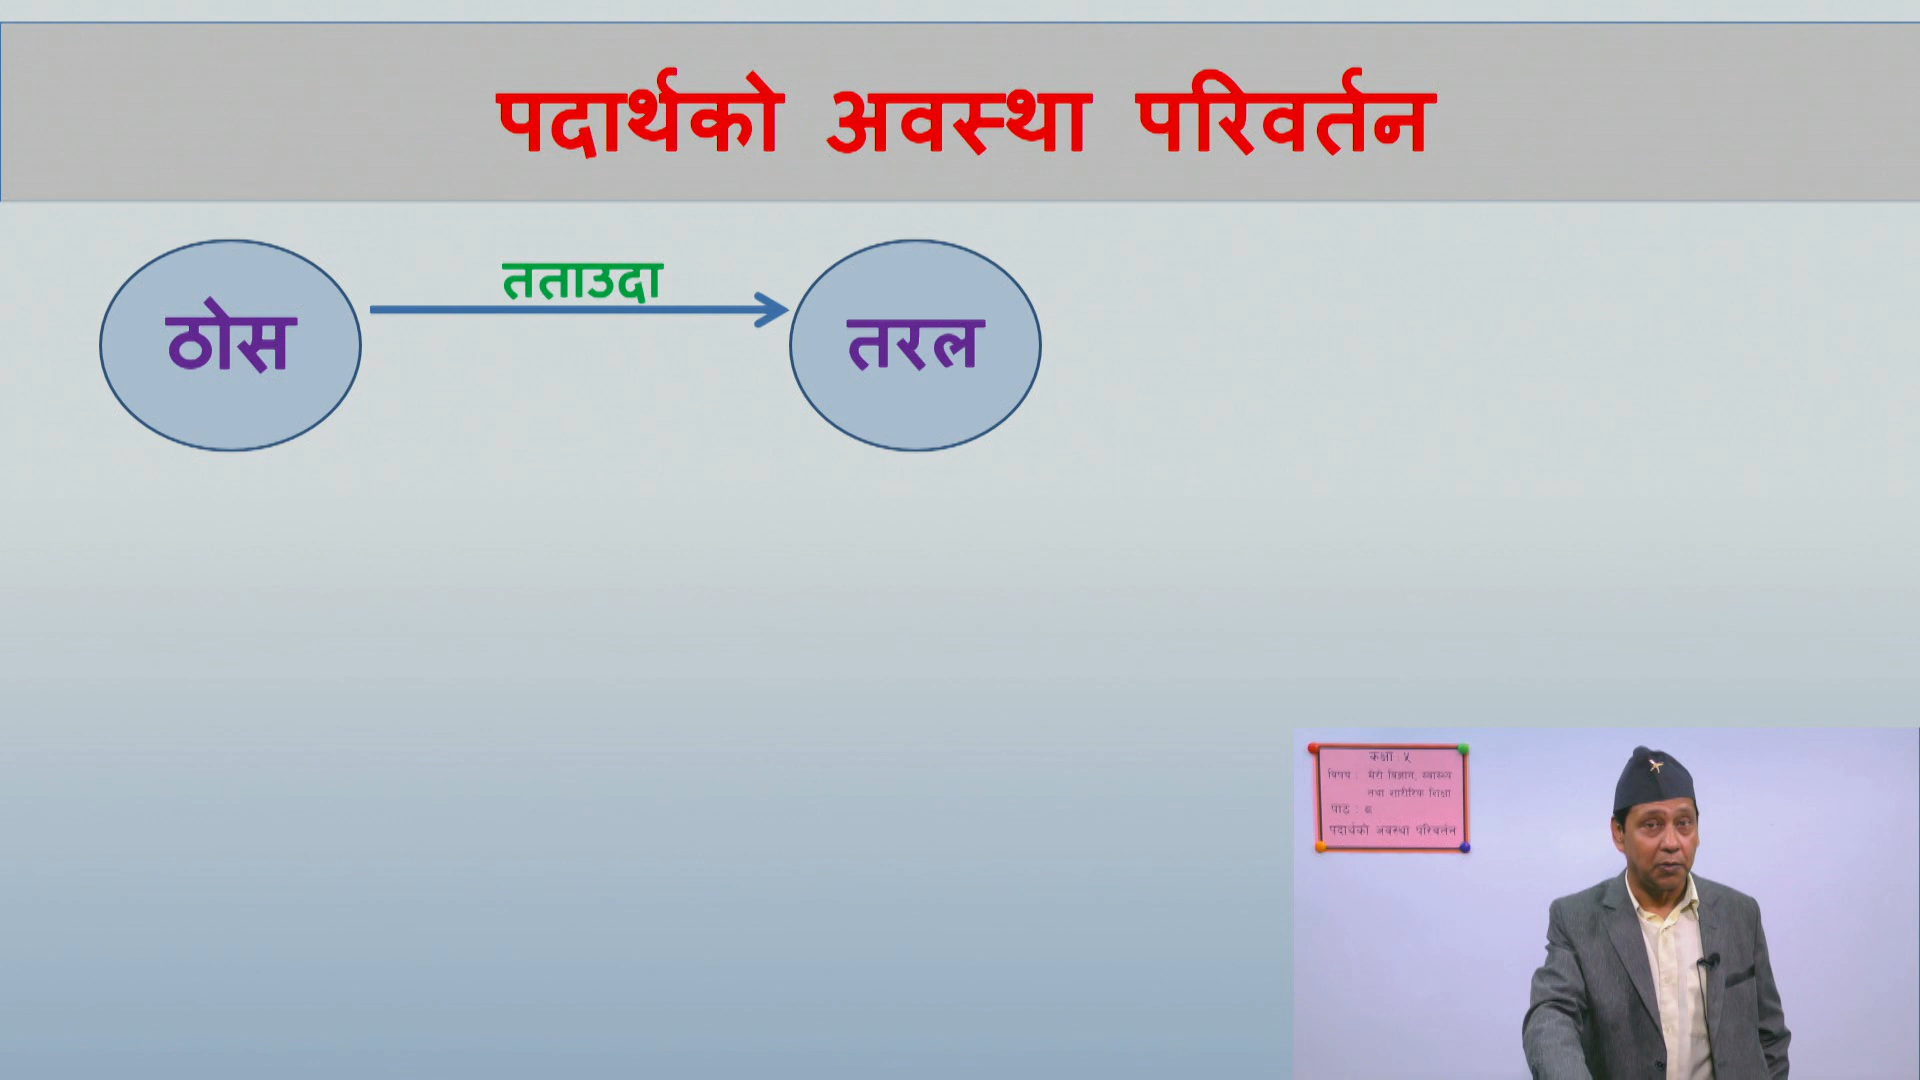 पदार्थको अवस्था परिवर्तन
तताउदा
ठोस
तरल
कक्षा ५
विषय : मेरो विज्ञान, स्वास्थ्य
तथा शारीरिक शिक्षा
पाठ :
पदार्थको अवस्था परिवर्तन